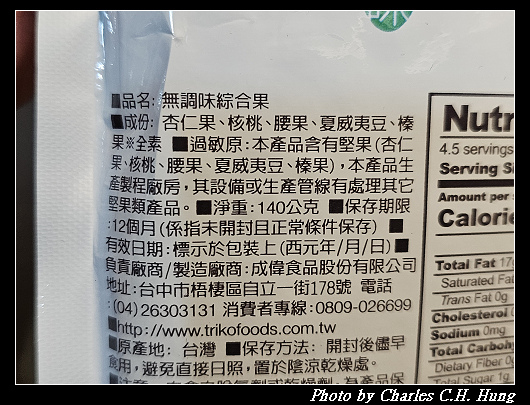 ■品名: 無調味綜合果
■成份: 杏仁果、核桃、腰果、夏威夷豆、榛
果※全素 ■過敏原:本產品含有堅果(杏仁
果、核桃、腰果、夏威夷豆、榛果),本產品生
產製程廠房,其設備或生產管線有處理其它
堅果類產品。■淨重:140公克 ■保存期限
:12個月(係指未開封且正常條件保存) ■
有效日期:標示於包裝上(西元年/月/日)■
負責廠商/製造廠商:成偉食品股份有限公司
地址:台中市梧棲區自立一街178號 電話
:(04)26303131 消費者專線:0809-026699
■http://www.trikofoods.com.tw
■原產地: 台灣 ■保存方法: 開封後儘早
食用,避免直接日照,置於陰涼乾燥處。
Nutr
4.5 servings
Serving Si
Amount per
Calorie
Total Fat 17
Saturated Fa
Trans Fat 0g
Cholesterol
Sodium 0mg
Total Carboh
Dietary Fiber
Total Sugar 1g
Photo by Charles C.H. Hung